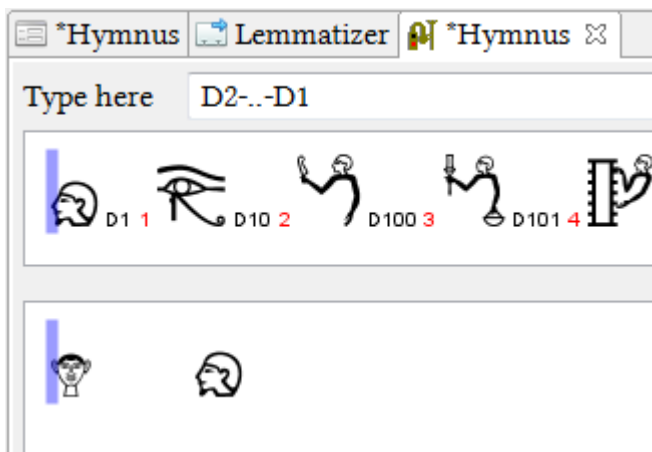 *Hymnus Lemmatizer *Hymnus
Type here D2-..-D1
D1 1 D10 2 D100 3 D101 4